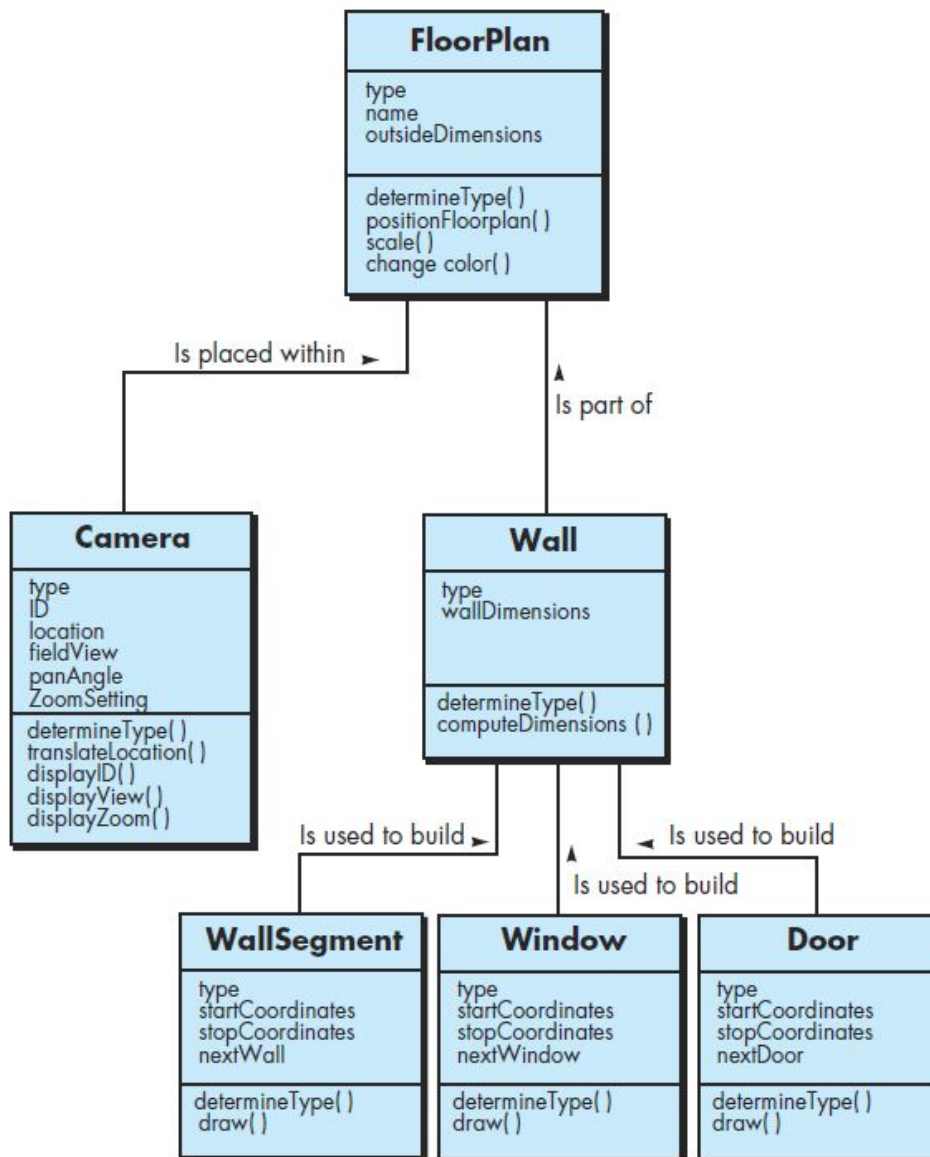 FloorPlan
type
name
outsideDimensions
determineType( )
positionFloorplan( )
scale( )
change color( )
Is placed within
Is part of
Camera
type
ID
location
fieldView
panAngle
ZoomSetting
determineType( )
translateLocation( )
displayID( )
displayView( )
displayZoom( )
Wall
type
wallDimensions
determineType( )
computeDimensions ( )
Is used to build
Is used to build
Is used to build
WallSegment
type
startCoordinates
stopCoordinates
nextWall
determineType( )
draw( )
Window
type
startCoordinates
stopCoordinates
nextWindow
determineType( )
draw( )
Door
type
startCoordinates
stopCoordinates
nextDoor
determineType( )
draw( )